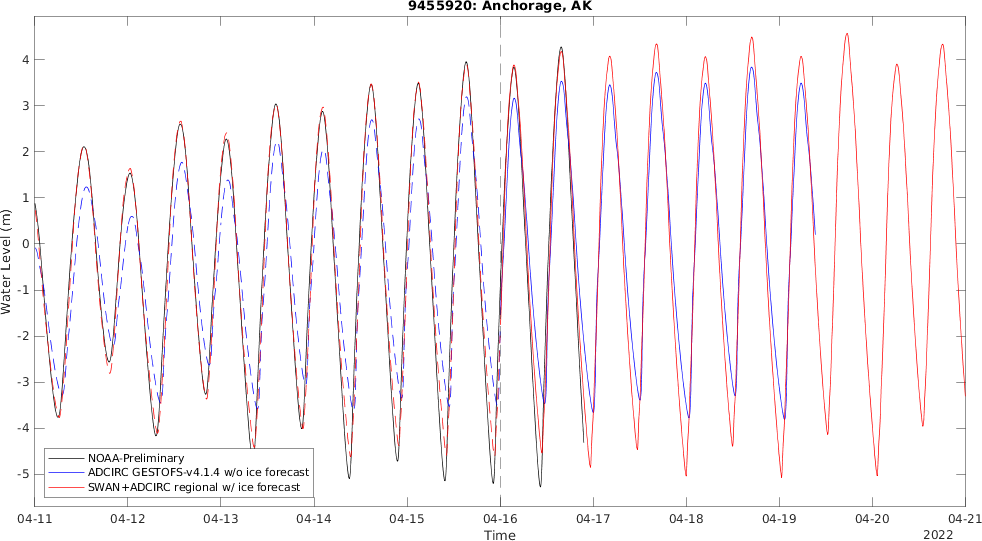 9455920: Anchorage, AK
Water Level (m)
4
3
2
1
0
-1
-2
-3
-4
-5
NOAA-Preliminary
ADCIRC GESTOFS-v4.1.4 w/o ice forecast
SWAN+ADCIRC regional w/ ice forecast
04-11 04-12 04-13 04-14 04-15 04-16 04-17 04-18 04-19 04-20 04-21
Time
2022